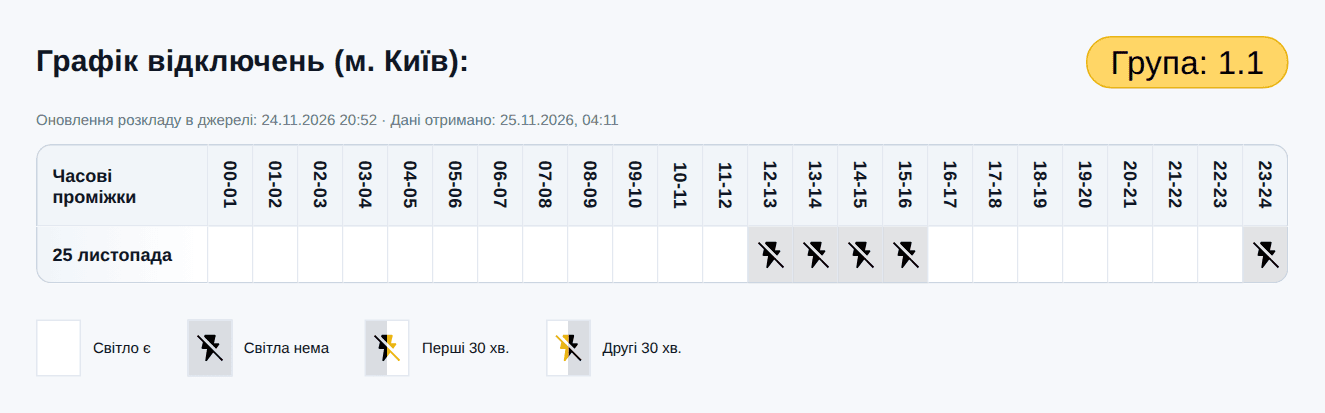 Графік відключень (м. Київ):
Група: 1.1
Оновлення розкладу в джерелі: 24.11.2026 20:52 · Дані отримано: 25.11.2026, 04:11
Часові
проміжки
00-01
01-02
02-03
03-04
04-05
05-06
06-07
07-08
08-09
09-10
10-11
11-12
12-13
13-14
14-15
15-16
16-17
17-18
18-19
19-20
20-21
21-22
22-23
23-24
25 листопада
Світло є
Світла нема
Перші 30 хв.
Другі 30 хв.